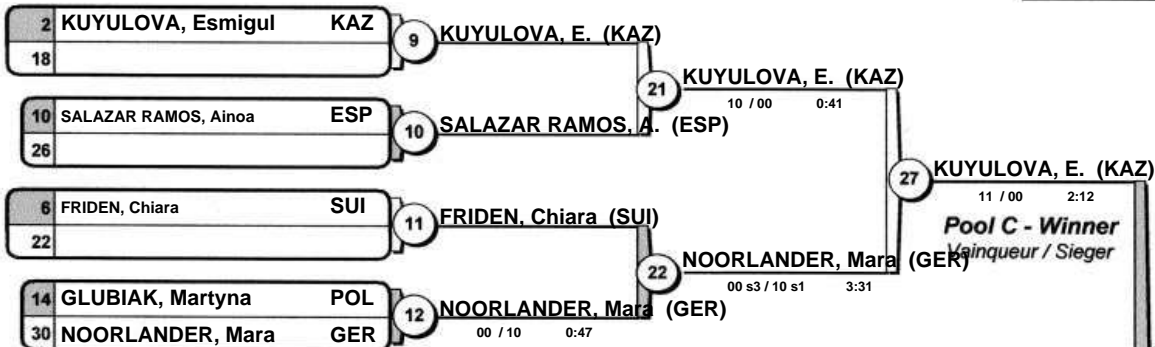 2 KUYULOVA, Esmigul KAZ
18
9 KUYULOVA, E. (KAZ)
10 SALAZAR RAMOS, Ainoa ESP
26
10 SALAZAR RAMOS, A. (ESP)
21 KUYULOVA, E. (KAZ)
10 / 00 0:41
6 FRIDEN, Chiara SUI
22
11 FRIDEN, Chiara (SUI)
14 GLUBIAK, Martyna POL
30 NOORLANDER, Mara GER
12 NOORLANDER, Mara (GER)
00 / 10 0:47
22 NOORLANDER, Mara (GER)
00 s3 / 10 s1 3:31
27 KUYULOVA, E. (KAZ)
11 / 00 2:12
Pool C - Winner
Vainqueur / Sieger